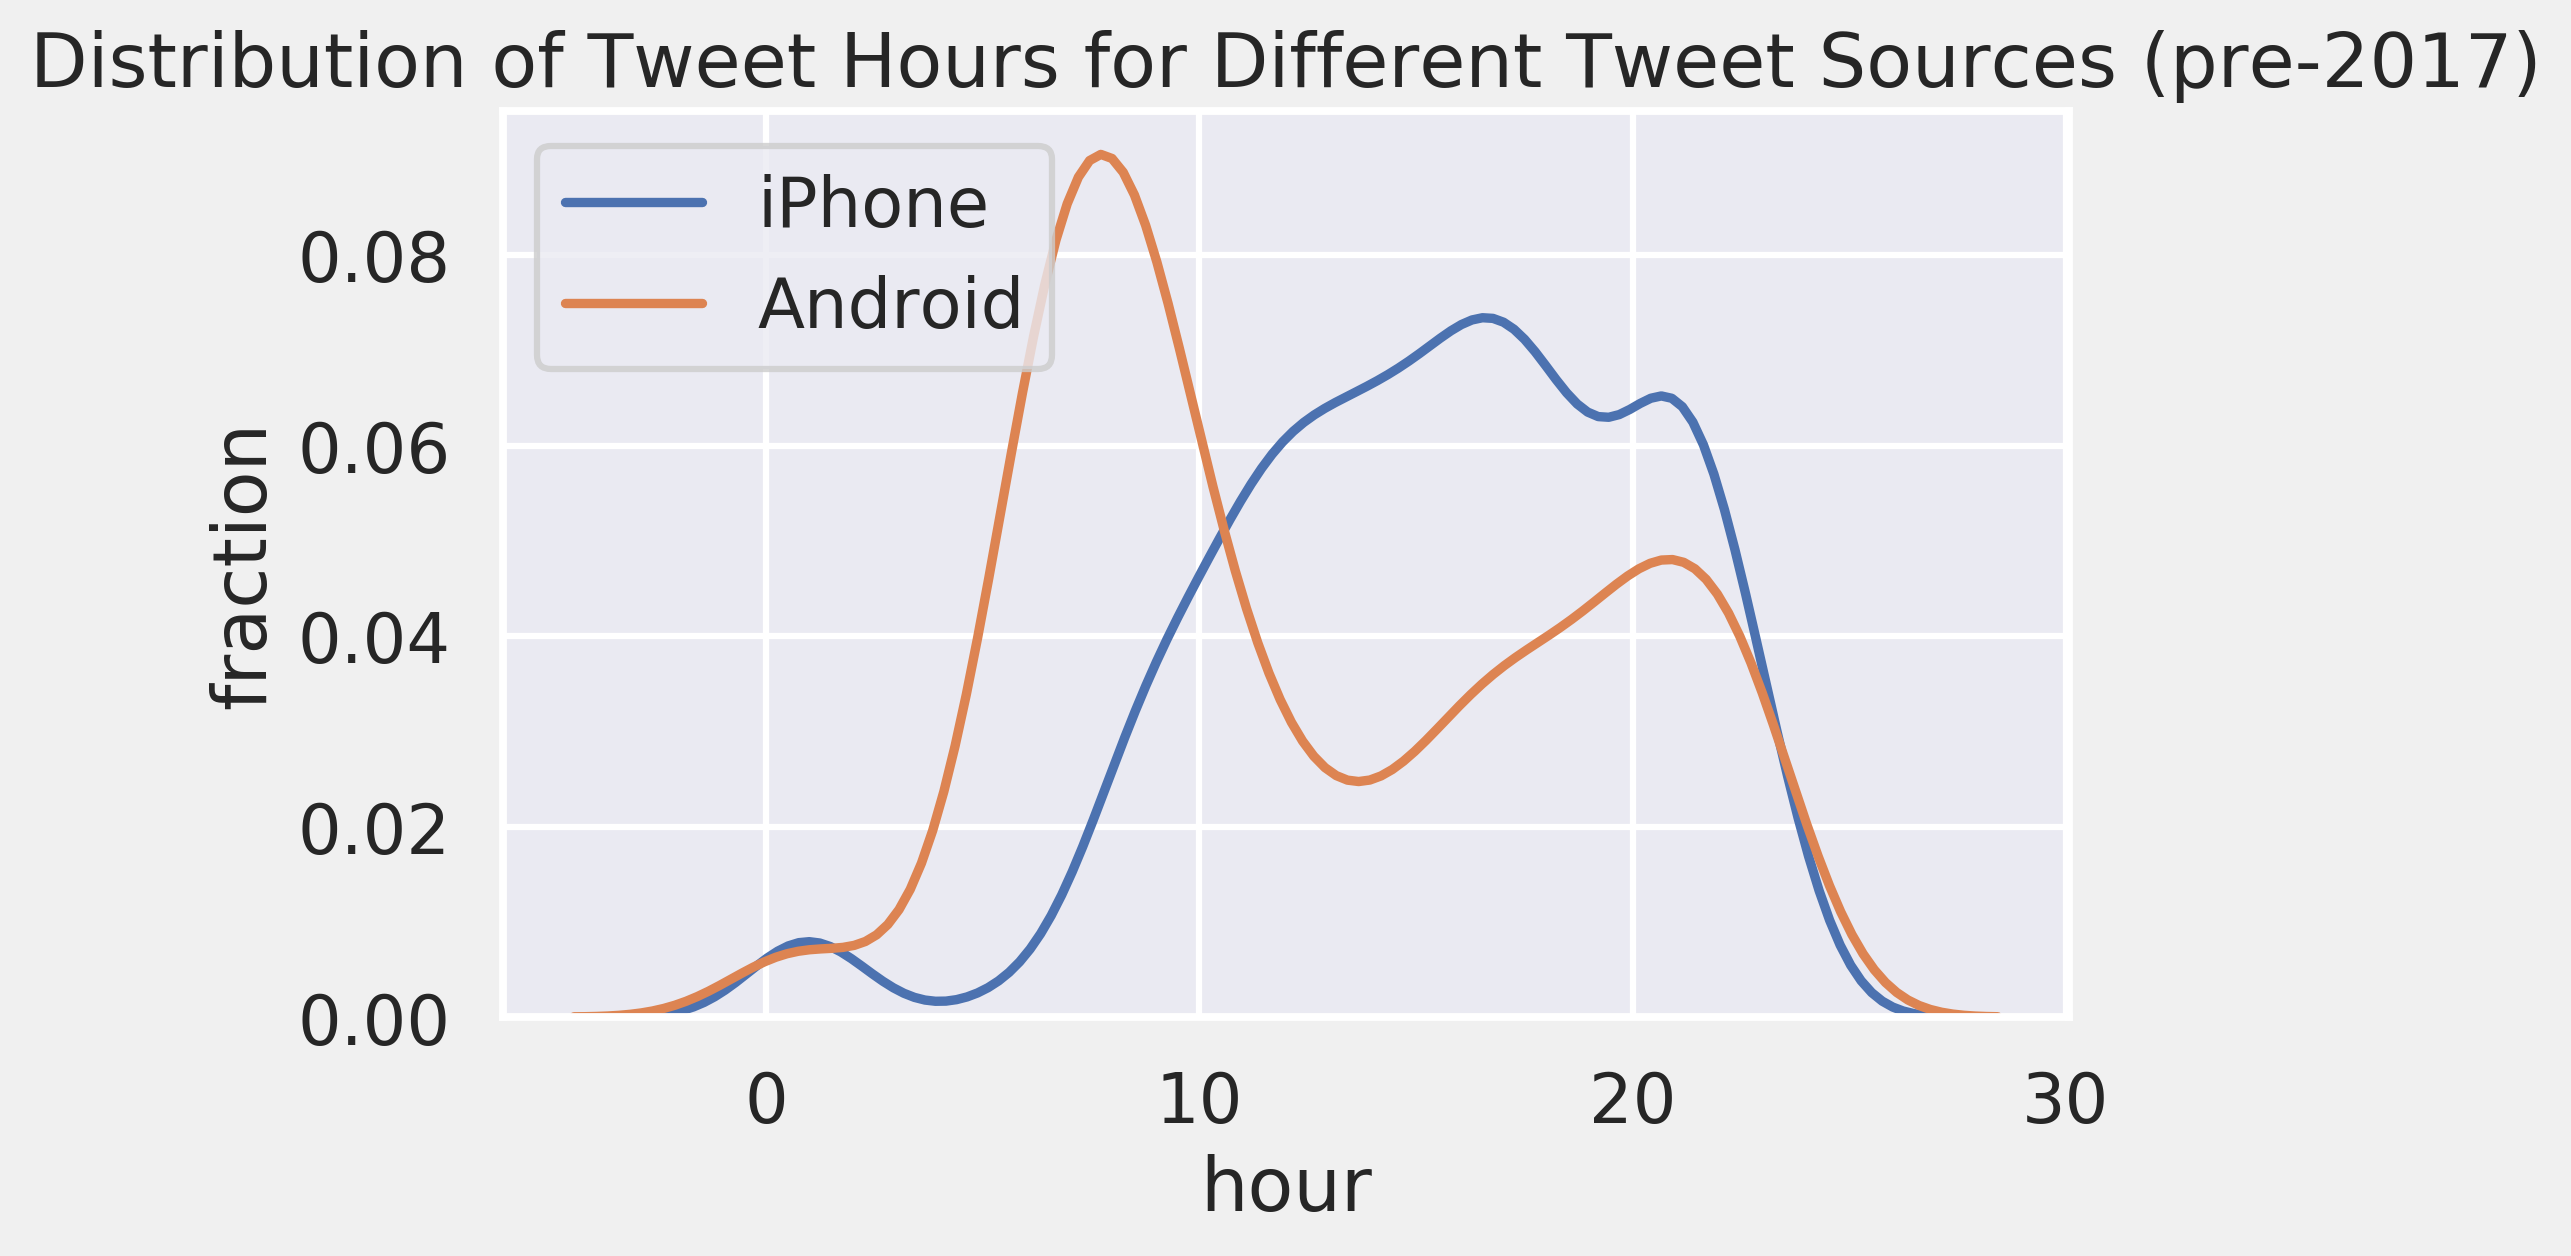 Distribution of Tweet Hours for Different Tweet Sources (pre-2017)
iPhone
Android
0.08
0.06
0.04
0.02
0.00
fraction
0
10
20
30
hour